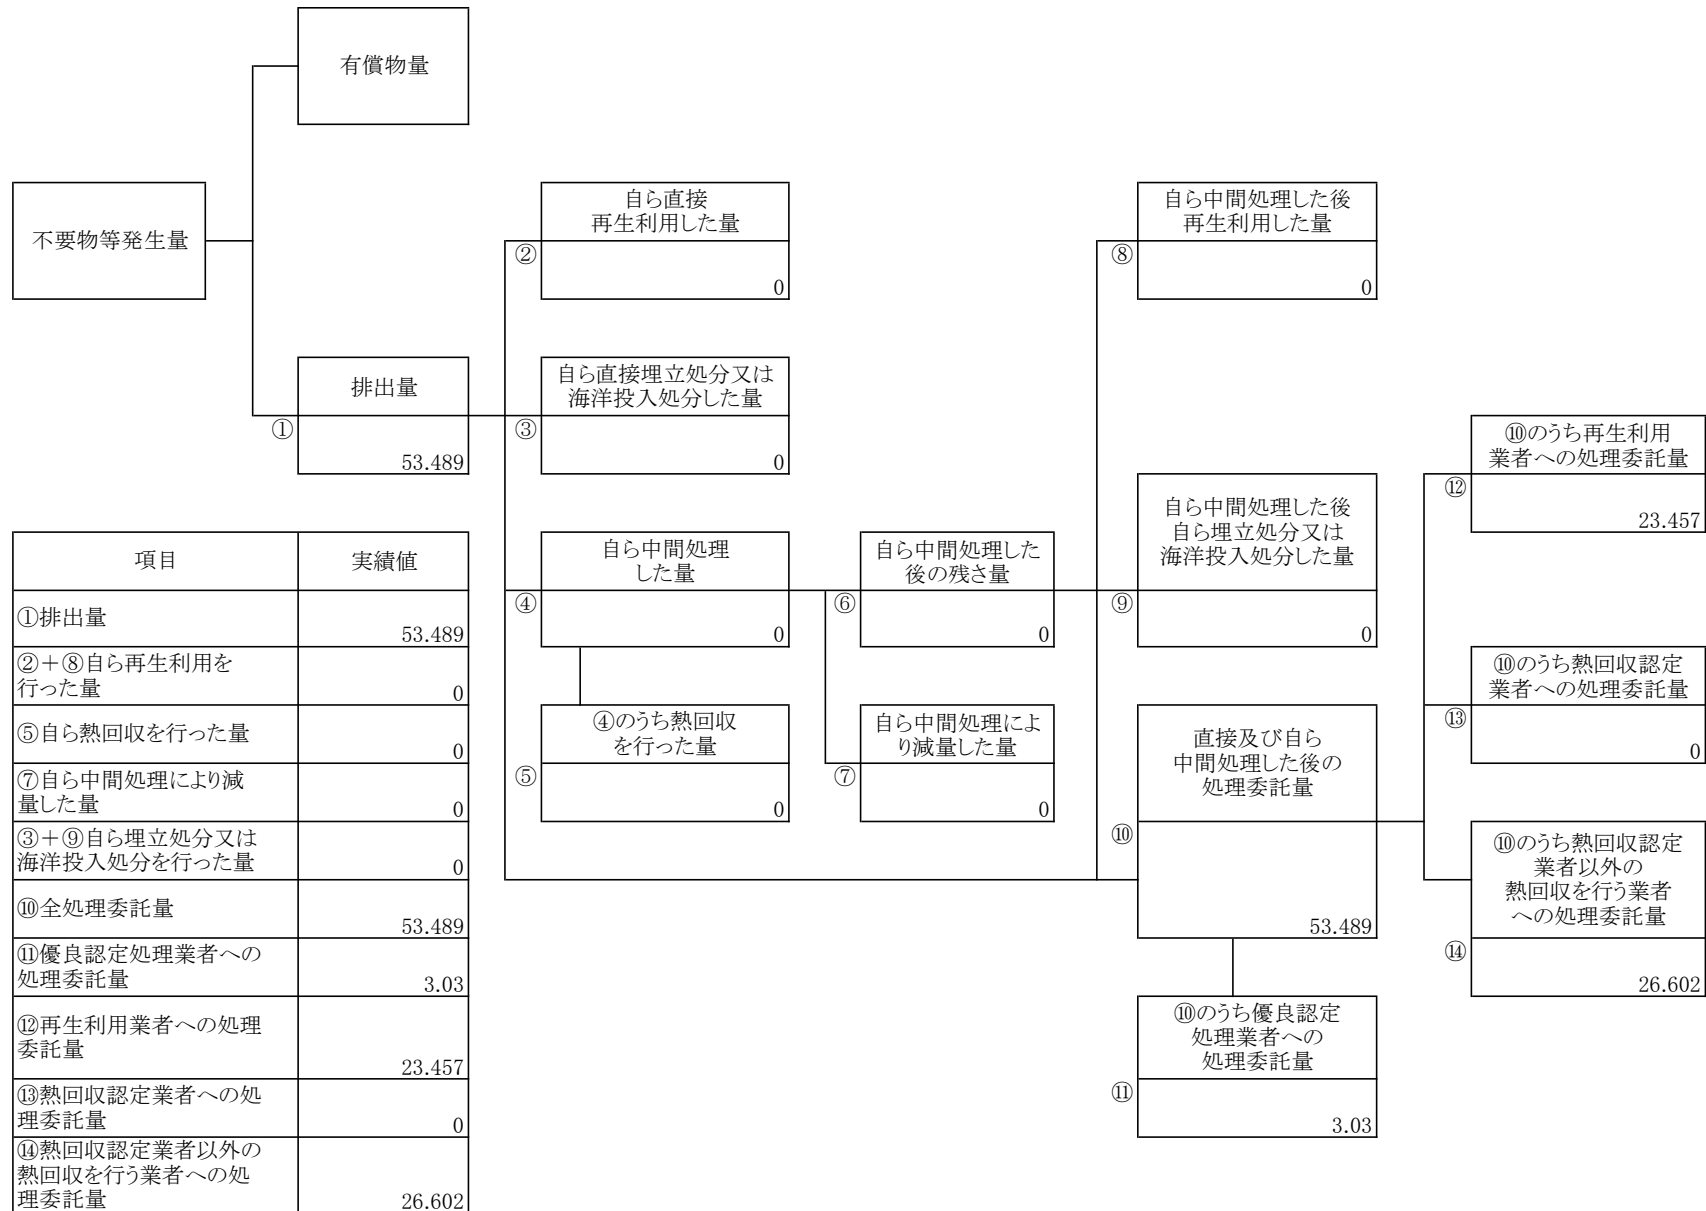 有償物量
不要物等発生量
自ら直接
再生利用した量
②
0
自ら中間処理した後
再生利用した量
⑧
0
排出量
①
53.489
自ら直接埋立処分又は
海洋投入処分した量
③
0
⑩のうち再生利用
業者への処理委託量
⑫
23.457
自ら中間処理
した量
④
0
自ら中間処理した
後の残さ量
⑥
0
自ら中間処理した後
自ら埋立処分又は
海洋投入処分した量
⑨
0
⑩のうち熱回収認定
業者への処理委託量
⑬
0
④のうち熱回収
を行った量
⑤
0
自ら中間処理によ
り減量した量
⑦
0
直接及び自ら
中間処理した後の
処理委託量
⑩
53.489
⑩のうち熱回収認定
業者以外の
熱回収を行う業者
への処理委託量
⑭
26.602
⑩のうち優良認定
処理業者への
処理委託量
⑪
3.03
項目 実績値
①排出量
53.489
②＋⑧自ら再生利用を
行った量
0
⑤自ら熱回収を行った量
0
⑦自ら中間処理により減
量した量
0
③＋⑨自ら埋立処分又は
海洋投入処分を行った量
0
⑩全処理委託量
53.489
⑪優良認定処理業者への
処理委託量
3.03
⑫再生利用業者への処理
委託量
23.457
⑬熱回収認定業者への処
理委託量
0
⑭熱回収認定業者以外の
熱回収を行う業者への処
理委託量
26.602